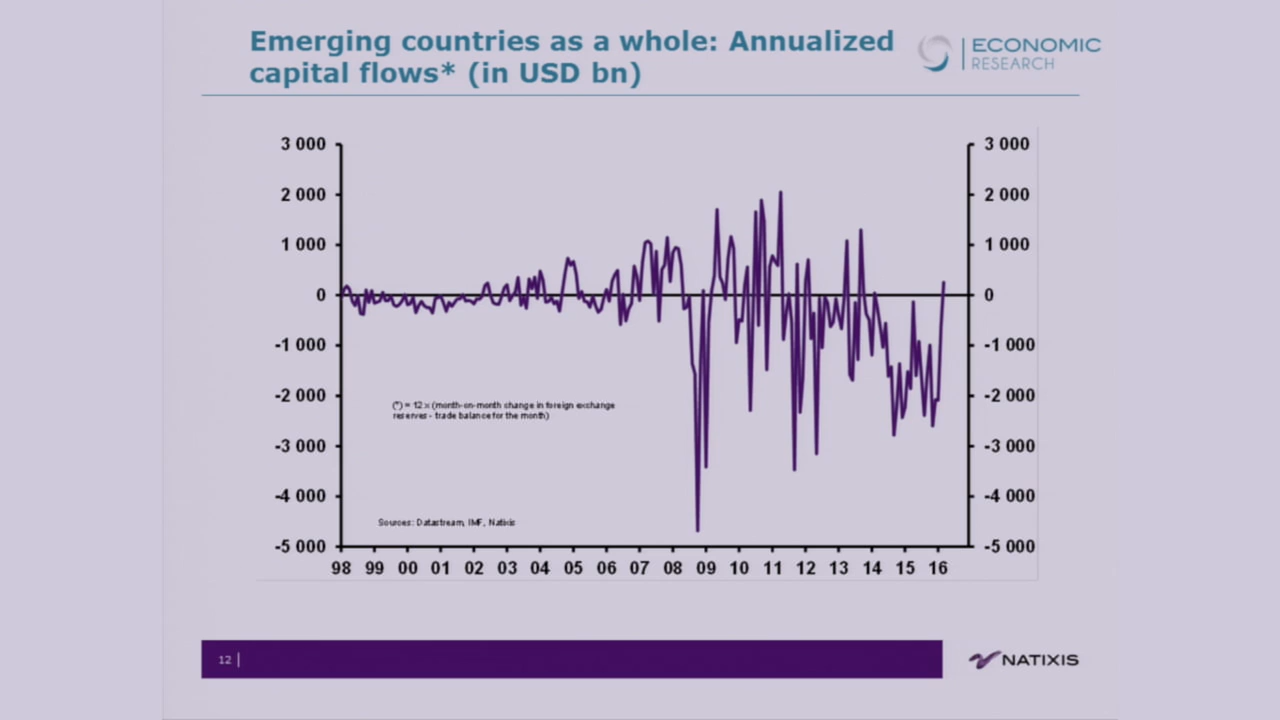 Emerging countries as a whole: Annualized
capital flows* (in USD bn)
ECONOMIC
RESEARCH
3 000
2 000
1 000
0
-1 000
-2 000
-3 000
-4 000
-5 000
3 000
2 000
1 000
0
-1 000
-2 000
-3 000
-4 000
-5 000
(*) = 12 x (month-on-month change in foreign exchange
reserves - trade balance for the month)
Sources: Datastream, IMF, Natixis
98 99 00 01 02 03 04 05 06 07 08 09 10 11 12 13 14 15 16
12 |
NATIXIS